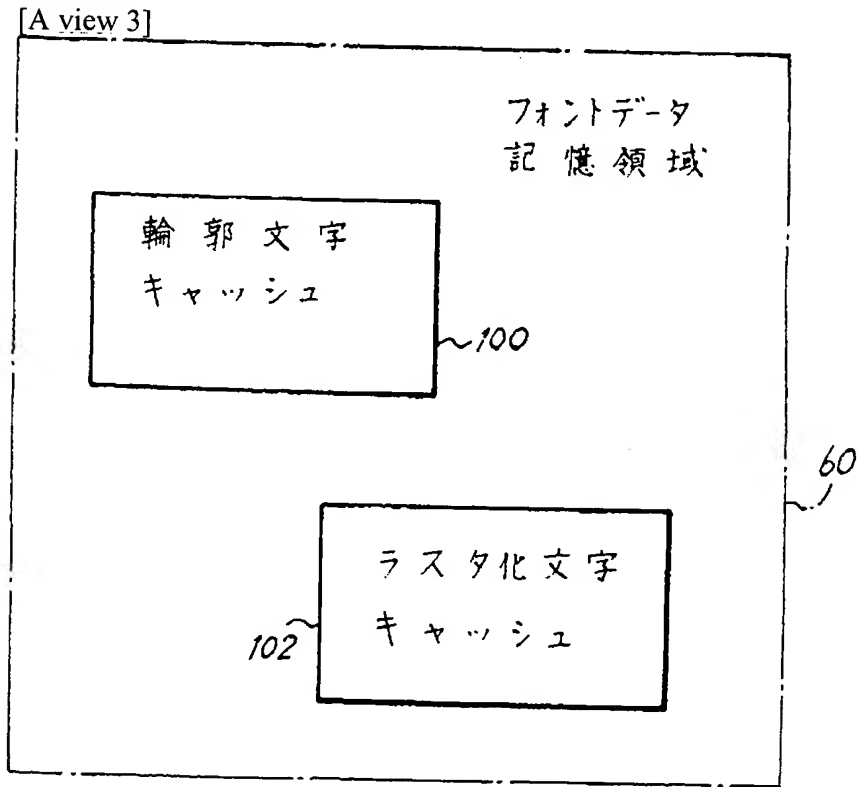 [A view 3]
フォントデータ
記憶領域
輪郭文字
キャッシュ
100
60
ラスタ化文字
キャッシュ
102